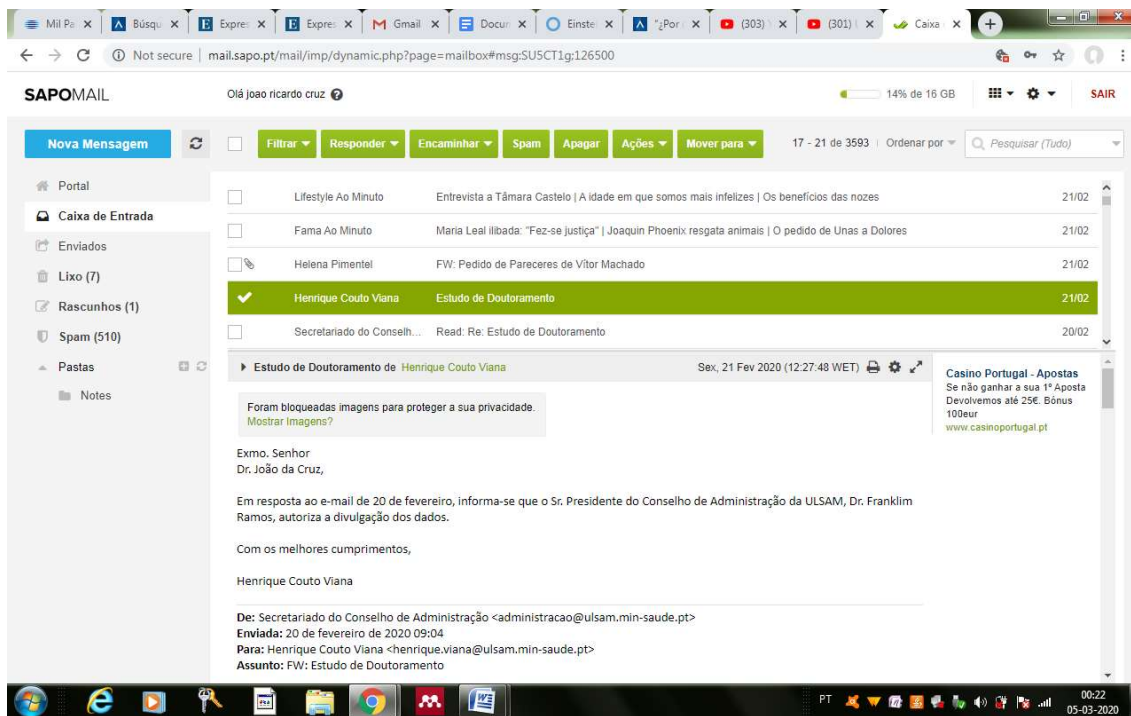 Mil Pa
Búsqu
Expres
Expres
Gmail
Docun
Einste
"¿Por
(303)
(301)
Caixa
Not secure | mail.sapo.pt/mail/imp/dynamic.php?page=mailbox#msg:SU5CT1g;126500
SAPOMAIL
Olá joao ricardo cruz
14% de 16 GB
SAIR
Nova Mensagem
Filtrar
Responder
Encaminhar
Spam
Apagar
Ações
Mover para
17 - 21 de 3593
Ordenar por
Pesquisar (Tudo)
Portal
Caixa de Entrada
Enviados
Lixo (7)
Rascunhos (1)
Spam (510)
Pastas
Notes
Lifestyle Ao Minuto Entrevista a Tâmara Castelo | A idade em que somos mais infelizes | Os benefícios das nozes 21/02
Fama Ao Minuto Maria Leal ilibada: "Fez-se justiça" | Joaquin Phoenix resgata animais | O pedido de Unas a Dolores 21/02
Helena Pimentel FW: Pedido de Pareceres de Vítor Machado 21/02
Henrique Couto Viana Estudo de Doutoramento 21/02
Secretariado do Conselh... Read: Re: Estudo de Doutoramento 20/02
Estudo de Doutoramento de Henrique Couto Viana Sex, 21 Fev 2020 (12:27:48 WET)
Foram bloqueadas imagens para proteger a sua privacidade.
Mostrar Imagens?
Casino Portugal - Apostas
Se não ganhar a sua 1ª Aposta
Devolvemos até 25€. Bónus
100eur
www.casinoportugal.pt
Exmo. Senhor
Dr. João da Cruz,
Em resposta ao e-mail de 20 de fevereiro, informa-se que o Sr. Presidente do Conselho de Administração da ULSAM, Dr. Franklim
Ramos, autoriza a divulgação dos dados.
Com os melhores cumprimentos,
Henrique Couto Viana
De: Secretariado do Conselho de Administração <administracao@ulsam.min-saude.pt>
Enviada: 20 de fevereiro de 2020 09:04
Para: Henrique Couto Viana <henrique.viana@ulsam.min-saude.pt>
Assunto: FW: Estudo de Doutoramento
PT
00:22
05-03-2020